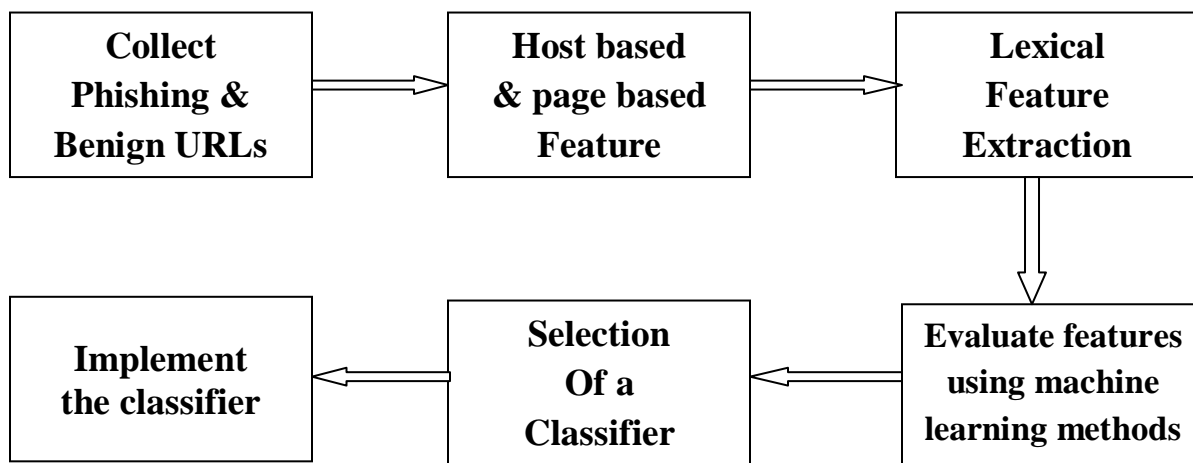 Collect
Phishing &
Benign URLs
Host based
& page based
Feature
Lexical
Feature
Extraction
Evaluate features
using machine
learning methods
Selection
Of a
Classifier
Implement
the classifier